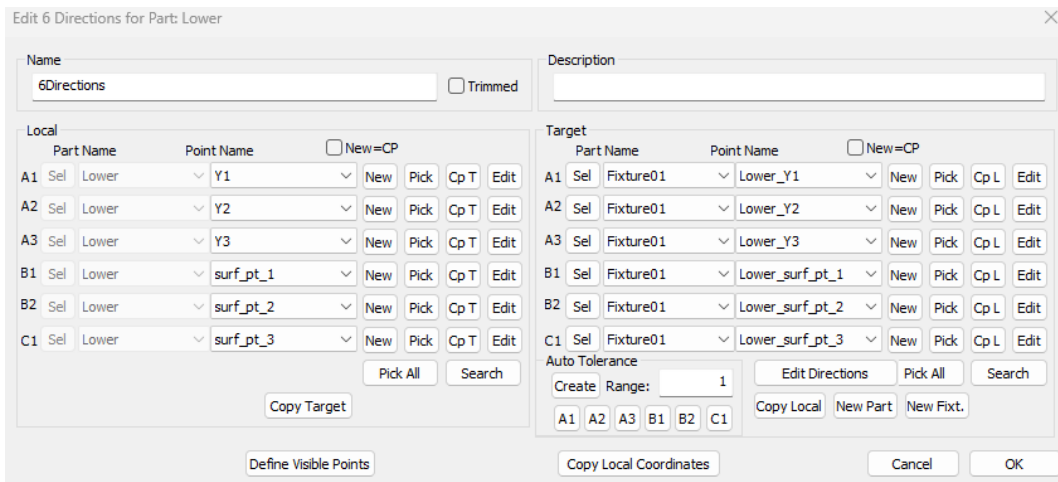 Edit 6 Directions for Part: Lower
Name
6Directions
Trimmed
Description
Local
Part Name Point Name New=CP
A1 Sel Lower Y1 New Pick Cp T Edit
A2 Sel Lower Y2 New Pick Cp T Edit
A3 Sel Lower Y3 New Pick Cp T Edit
B1 Sel Lower surf_pt_1 New Pick Cp T Edit
B2 Sel Lower surf_pt_2 New Pick Cp T Edit
C1 Sel Lower surf_pt_3 New Pick Cp T Edit
Pick All Search
Copy Target
Target
Part Name Point Name New=CP
A1 Sel Fixture01 Lower_Y1 New Pick Cp L Edit
A2 Sel Fixture01 Lower_Y2 New Pick Cp L Edit
A3 Sel Fixture01 Lower_Y3 New Pick Cp L Edit
B1 Sel Fixture01 Lower_surf_pt_1 New Pick Cp L Edit
B2 Sel Fixture01 Lower_surf_pt_2 New Pick Cp L Edit
C1 Sel Fixture01 Lower_surf_pt_3 New Pick Cp L Edit
Auto Tolerance
Create Range: 1
A1 A2 A3 B1 B2 C1
Edit Directions Pick All Search
Copy Local New Part New Fixt.
Define Visible Points Copy Local Coordinates Cancel OK